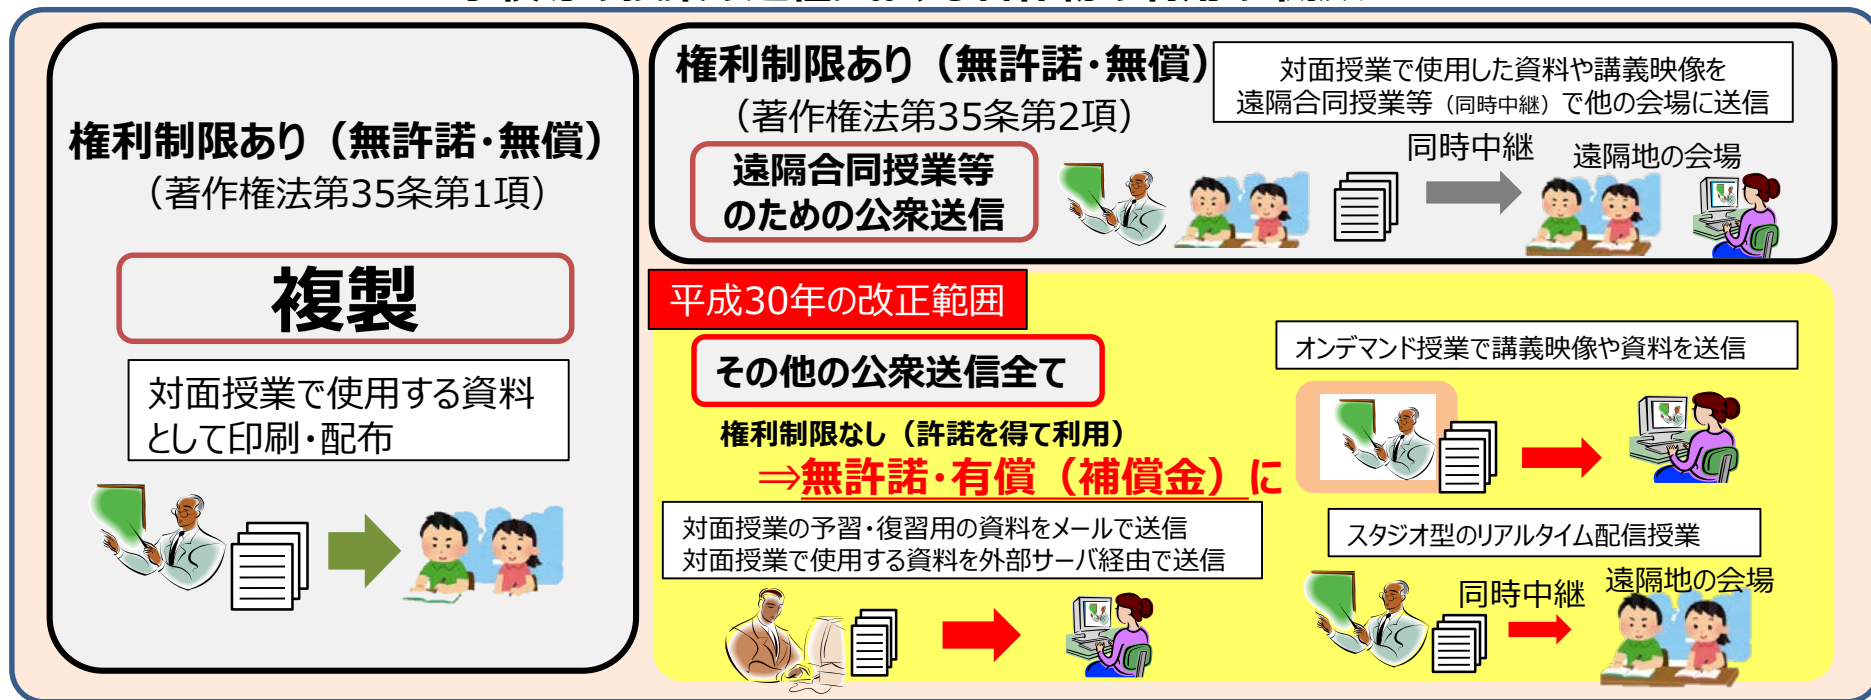 権利制限あり（無許諾・無償）
（著作権法第35条第1項）
複製
対面授業で使用する資料
として印刷・配布
権利制限あり（無許諾・無償）
（著作権法第35条第2項）
遠隔合同授業等
のための公衆送信
対面授業で使用した資料や講義映像を
遠隔合同授業等（同時中継）で他の会場に送信
同時中継
遠隔地の会場
平成30年の改正範囲
その他の公衆送信全て
権利制限なし（許諾を得て利用）
⇒無許諾・有償（補償金）に
対面授業の予習・復習用の資料をメールで送信
対面授業で使用する資料を外部サーバ経由で送信
オンデマンド授業で講義映像や資料を送信
スタジオ型のリアルタイム配信授業
同時中継
遠隔地の会場